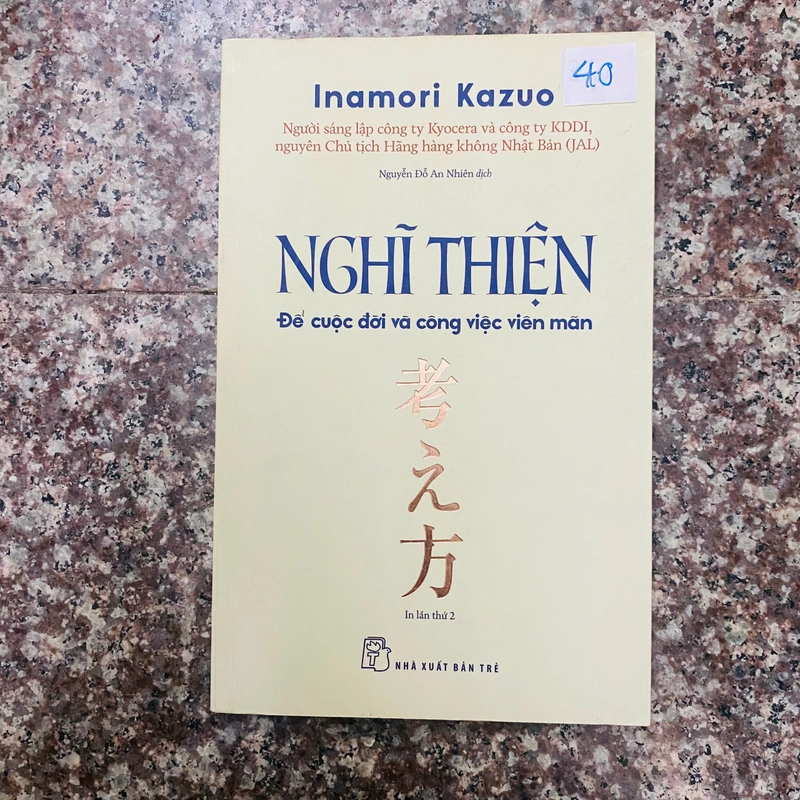 Inamori Kazuo
40
Người sáng lập công ty Kyocera và công ty KDDI,
nguyên Chủ tịch Hãng hàng không Nhật Bản (JAL)
Nguyễn Đỗ An Nhiên dịch
NGHĨ THIỆN
Để cuộc đời và công việc viên mãn
考え方
In lần thứ 2
T
NHÀ XUẤT BẢN TRẺ